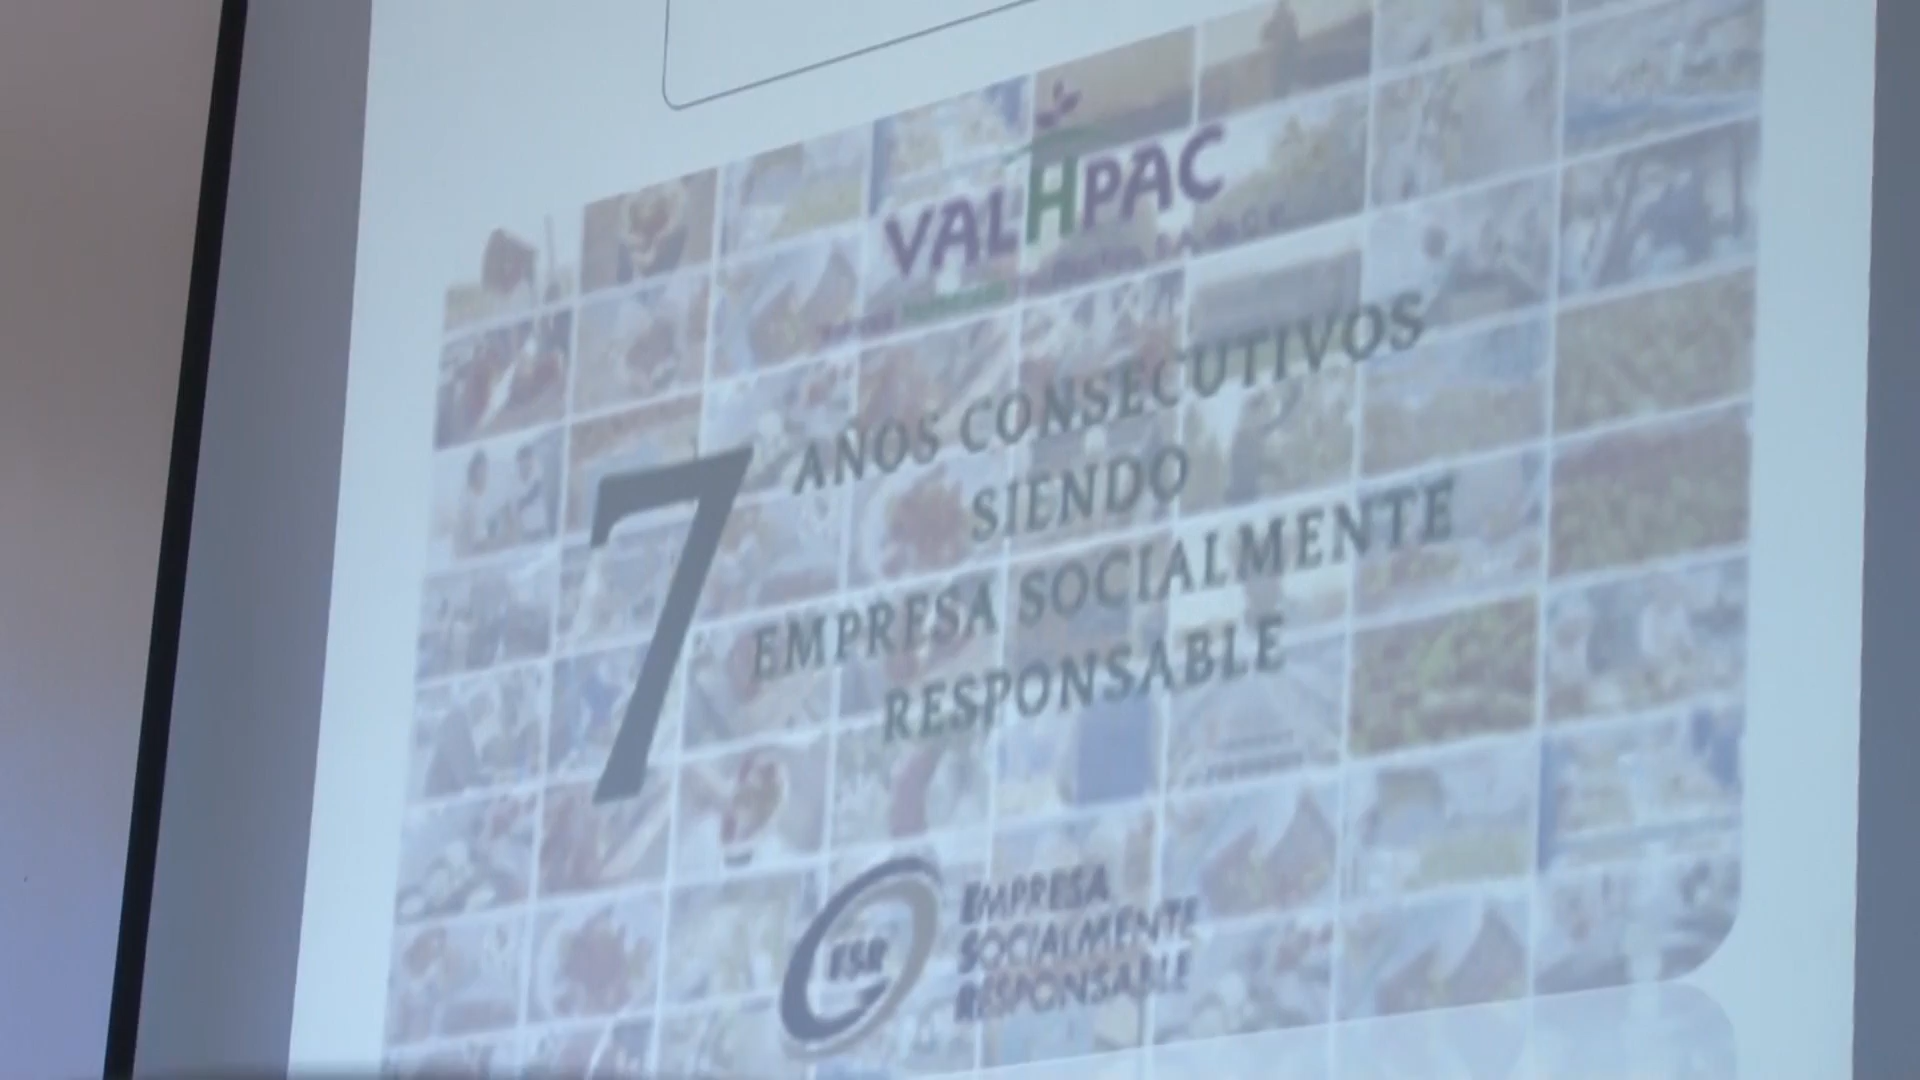 VALHPAC
7
AÑOS CONSECUTIVOS
SIENDO
EMPRESA SOCIALMENTE
RESPONSABLE
ESR
EMPRESA
SOCIALMENTE
RESPONSABLE